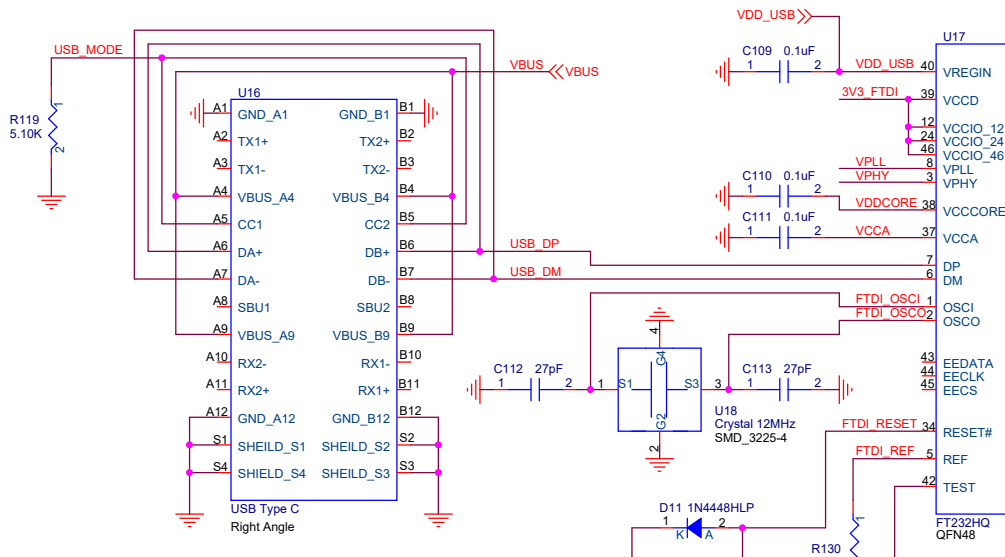 VDD_USB
U17
C109 0.1uF
1 2
VDD_USB
40 VREGIN
3V3_FTDI
39 VCCD
12 VCCIO_12
24 VCCIO_24
46 VCCIO_46
VPLL
8 VPLL
VPHY
3 VPHY
C110 0.1uF
1 2
VDDCORE
38 VCCCORE
C111 0.1uF
1 2
VCCA
37 VCCA
7 DP
6 DM
FTDI_OSCI
1 OSCI
FTDI_OSCO
2 OSCO
43 EEDATA
44 EECLK
45 EECS
FTDI_RESET
34 RESET#
FTDI_REF
5 REF
42 TEST
FT232HQ
QFN48
USB_MODE
VBUS
VBUS
R119
5.10K
1
2
U16
A1 GND_A1 GND_B1 B1
A2 TX1+ TX2+ B2
A3 TX1- TX2- B3
A4 VBUS_A4 VBUS_B4 B4
A5 CC1 CC2 B5
A6 DA+ DB+ B6
USB_DP
A7 DA- DB- B7
USB_DM
A8 SBU1 SBU2 B8
A9 VBUS_A9 VBUS_B9 B9
A10 RX2- RX1- B10
A11 RX2+ RX1+ B11
A12 GND_A12 GND_B12 B12
S1 SHEILD_S1 SHEILD_S2 S2
S4 SHIELD_S4 SHEILD_S3 S3
USB Type C
Right Angle
C112 27pF
1 2
4
G4
1 S1 S3 3
G2
2
C113 27pF
1 2
U18
Crystal 12MHz
SMD_3225-4
D11 1N4448HLP
1 K A 2
1
R130